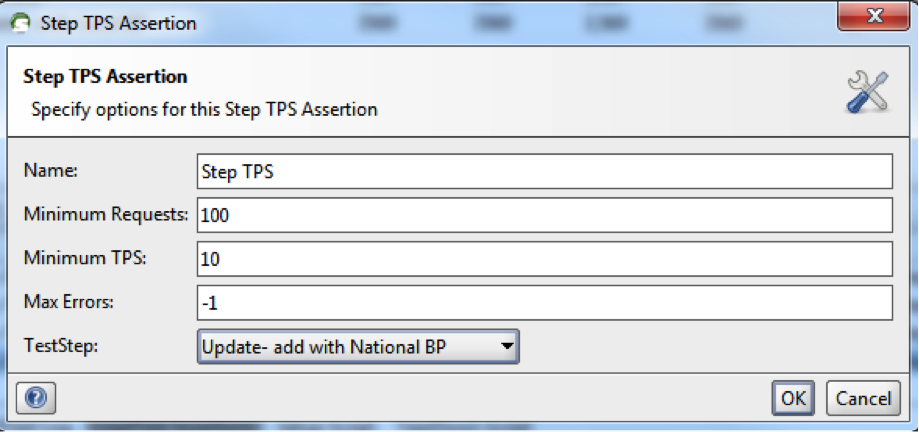 Step TPS Assertion
Step TPS Assertion
Specify options for this Step TPS Assertion
Name: Step TPS
Minimum Requests: 100
Minimum TPS: 10
Max Errors: -1
TestStep: Update- add with National BP
OK Cancel